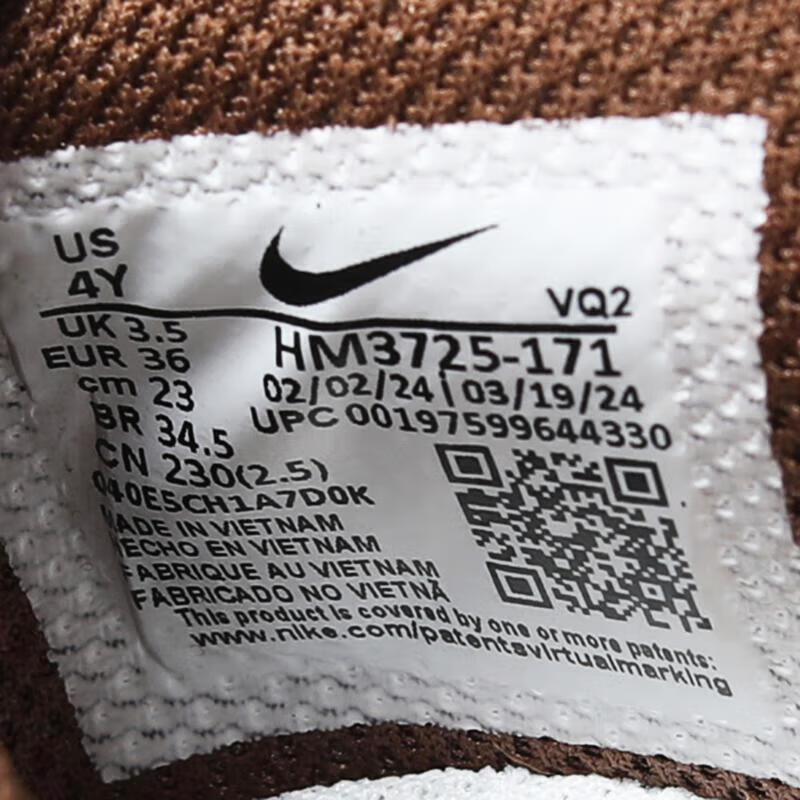 US
4Y
VQ2
UK 3.5
EUR 36
cm 23
BR 34.5
CN 230(2.5)
HM3725-171
02/02/24 | 03/19/24
UPC 00197599644330
040E5CH1A7D0K
MADE IN VIETNAM
HECHO EN VIETNAM
FABRIQUE AU VIETNAM
FABRICADO NO VIETNÃ
This product is covered by one or more patents:
www.nike.com/patentsvirtualmarking